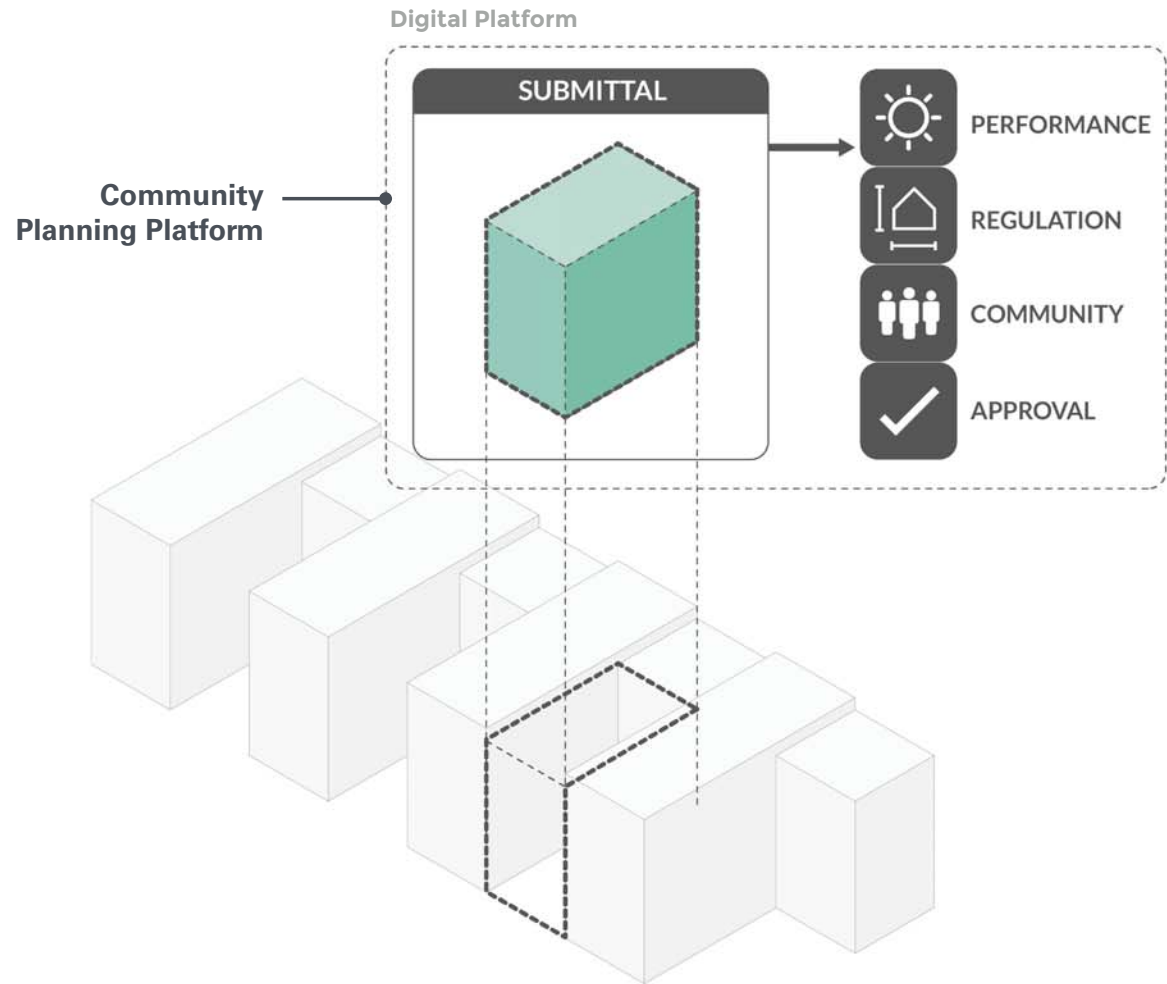 Digital Platform
SUBMITTAL
PERFORMANCE
Community
Planning Platform
REGULATION
COMMUNITY
APPROVAL